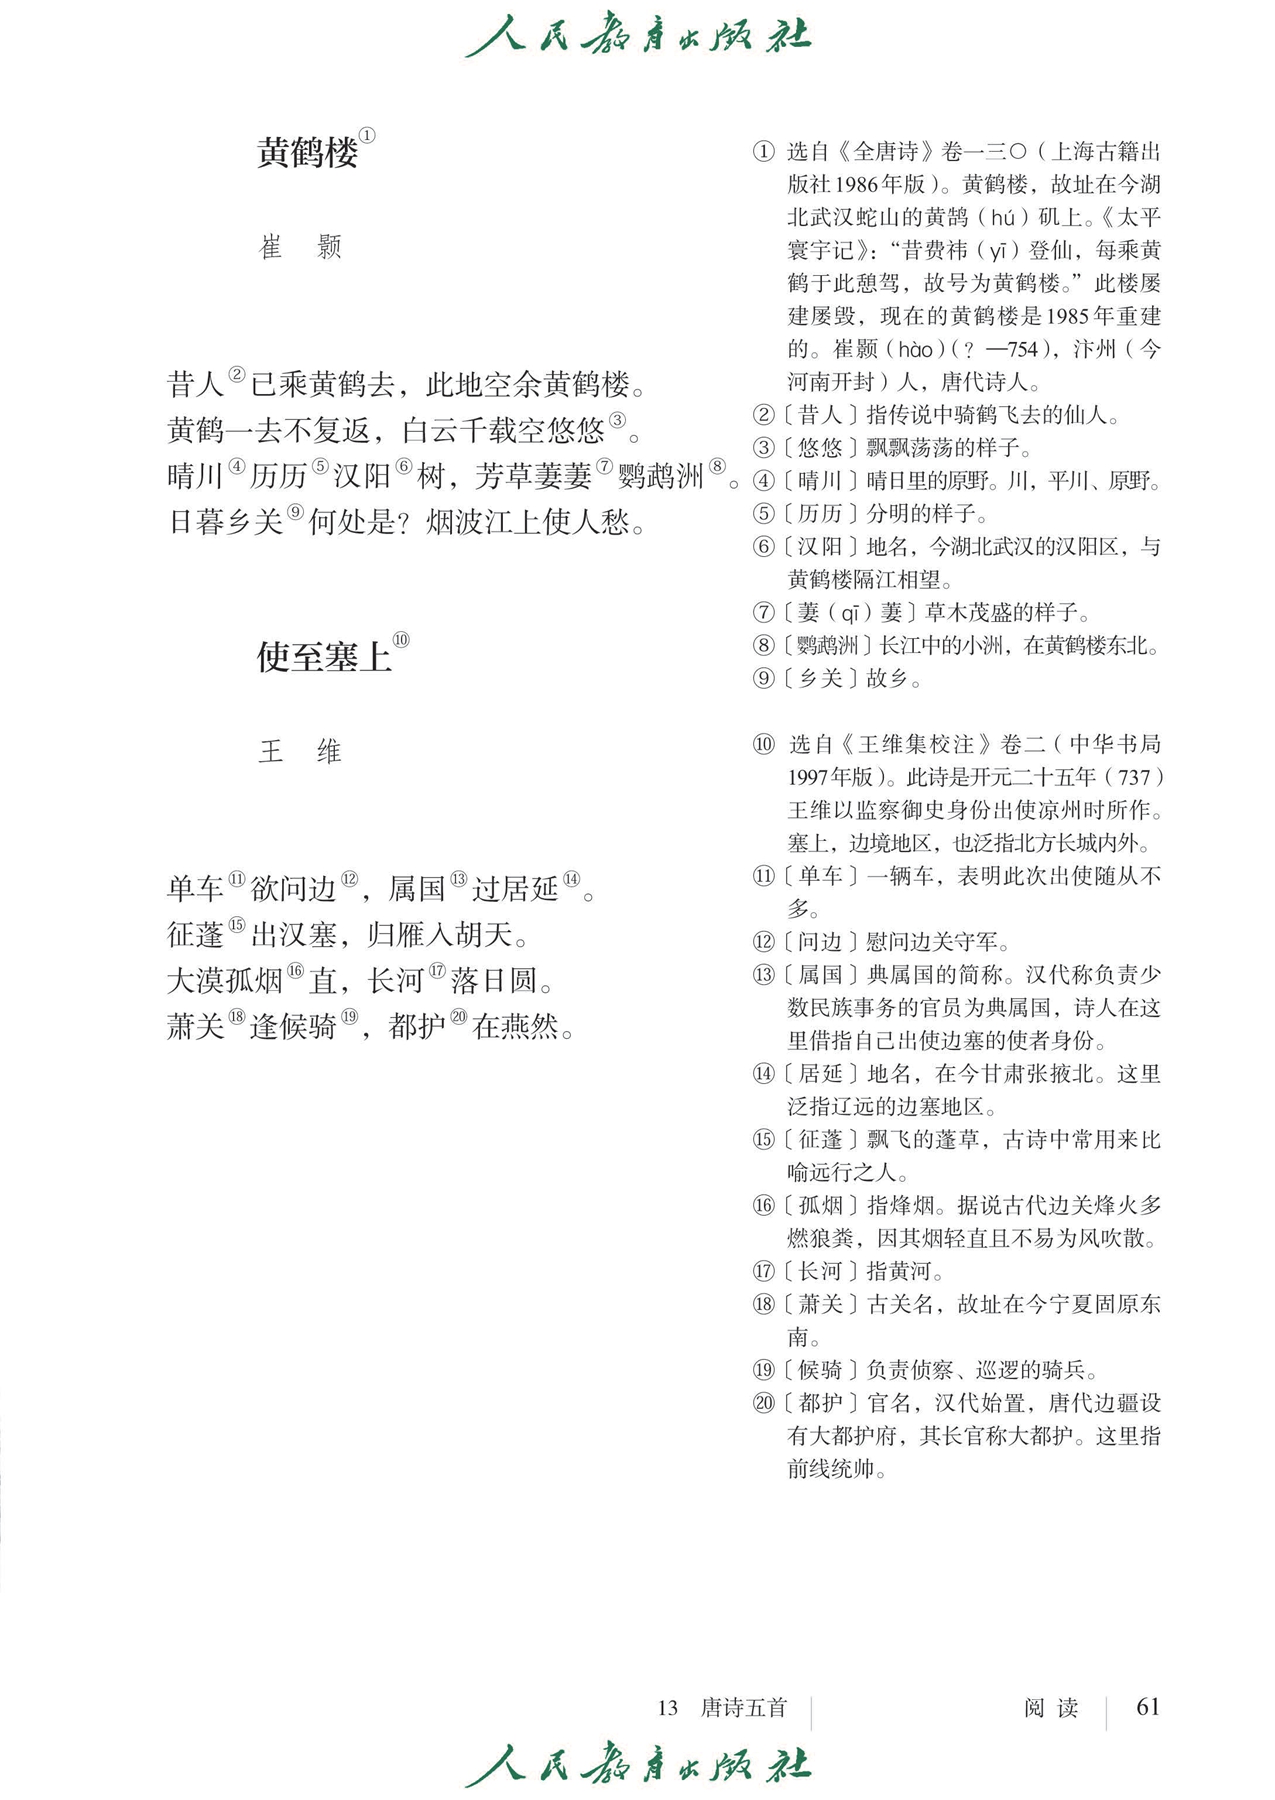 人民教育出版社
黄鹤楼①
崔 颢
昔人②已乘黄鹤去，此地空余黄鹤楼。
黄鹤一去不复返，白云千载空悠悠③。
晴川④历历⑤汉阳⑥树，芳草萋萋⑦鹦鹉洲⑧。
日暮乡关⑨何处是？烟波江上使人愁。
使至塞上⑩
王 维
单车⑪欲问边⑫，属国⑬过居延⑭。
征蓬⑮出汉塞，归雁入胡天。
大漠孤烟⑯直，长河⑰落日圆。
萧关⑱逢候骑⑲，都护⑳在燕然。
① 选自《全唐诗》卷一三〇（上海古籍出
版社1986年版）。黄鹤楼，故址在今湖
北武汉蛇山的黄鹄（hú）矶上。《太平
寰宇记》：“昔费祎（yī）登仙，每乘黄
鹤于此憩驾，故号为黄鹤楼。”此楼屡
建屡毁，现在的黄鹤楼是1985年重建
的。崔颢（hào）（？—754），汴州（今
河南开封）人，唐代诗人。
②〔昔人〕指传说中骑鹤飞去的仙人。
③〔悠悠〕飘飘荡荡的样子。
④〔晴川〕晴日里的原野。川，平川、原野。
⑤〔历历〕分明的样子。
⑥〔汉阳〕地名，今湖北武汉的汉阳区，与
黄鹤楼隔江相望。
⑦〔萋（qī）萋〕草木茂盛的样子。
⑧〔鹦鹉洲〕长江中的小洲，在黄鹤楼东北。
⑨〔乡关〕故乡。
⑩ 选自《王维集校注》卷二（中华书局
1997年版）。此诗是开元二十五年（737）
王维以监察御史身份出使凉州时所作。
塞上，边境地区，也泛指北方长城内外。
⑪〔单车〕一辆车，表明此次出使随从不
多。
⑫〔问边〕慰问边关守军。
⑬〔属国〕典属国的简称。汉代称负责少
数民族事务的官员为典属国，诗人在这
里借指自己出使边塞的使者身份。
⑭〔居延〕地名，在今甘肃张掖北。这里
泛指辽远的边塞地区。
⑮〔征蓬〕飘飞的蓬草，古诗中常用来比
喻远行之人。
⑯〔孤烟〕指烽烟。据说古代边关烽火多
燃狼粪，因其烟轻直且不易为风吹散。
⑰〔长河〕指黄河。
⑱〔萧关〕古关名，故址在今宁夏固原东
南。
⑲〔候骑〕负责侦察、巡逻的骑兵。
⑳〔都护〕官名，汉代始置，唐代边疆设
有大都护府，其长官称大都护。这里指
前线统帅。
13 唐诗五首 阅读 61
人民教育出版社